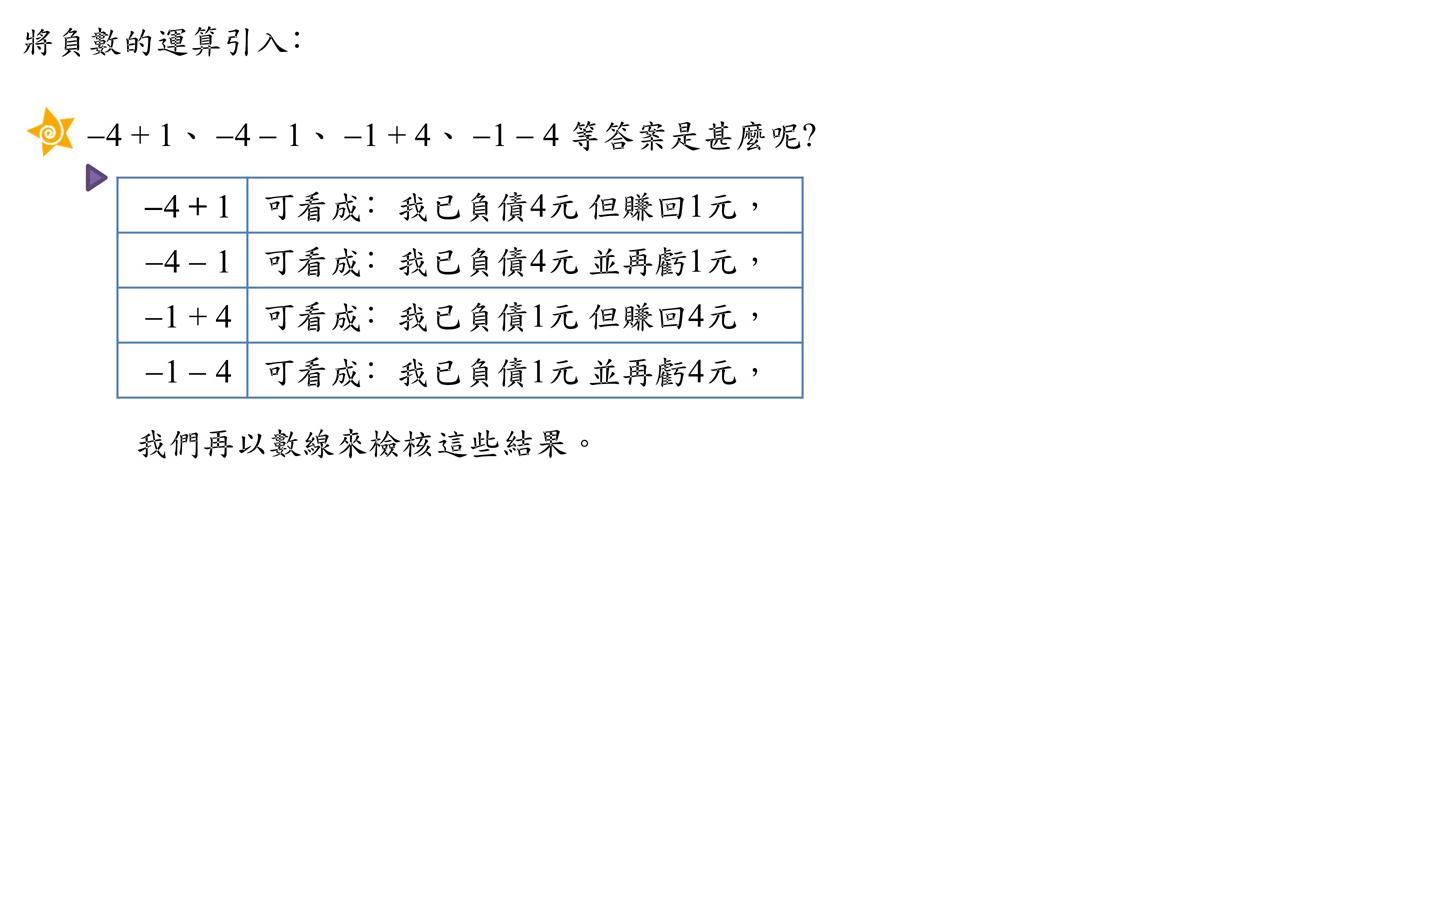 將負數的運算引入：
–4 + 1、 –4 – 1、 –1 + 4、 –1 – 4 等答案是甚麼呢?
–4 + 1 可看成： 我已負債4元 但賺回1元，
–4 – 1 可看成： 我已負債4元 並再虧1元，
–1 + 4 可看成： 我已負債1元 但賺回4元，
–1 – 4 可看成： 我已負債1元 並再虧4元，
我們再以數線來檢核這些結果。